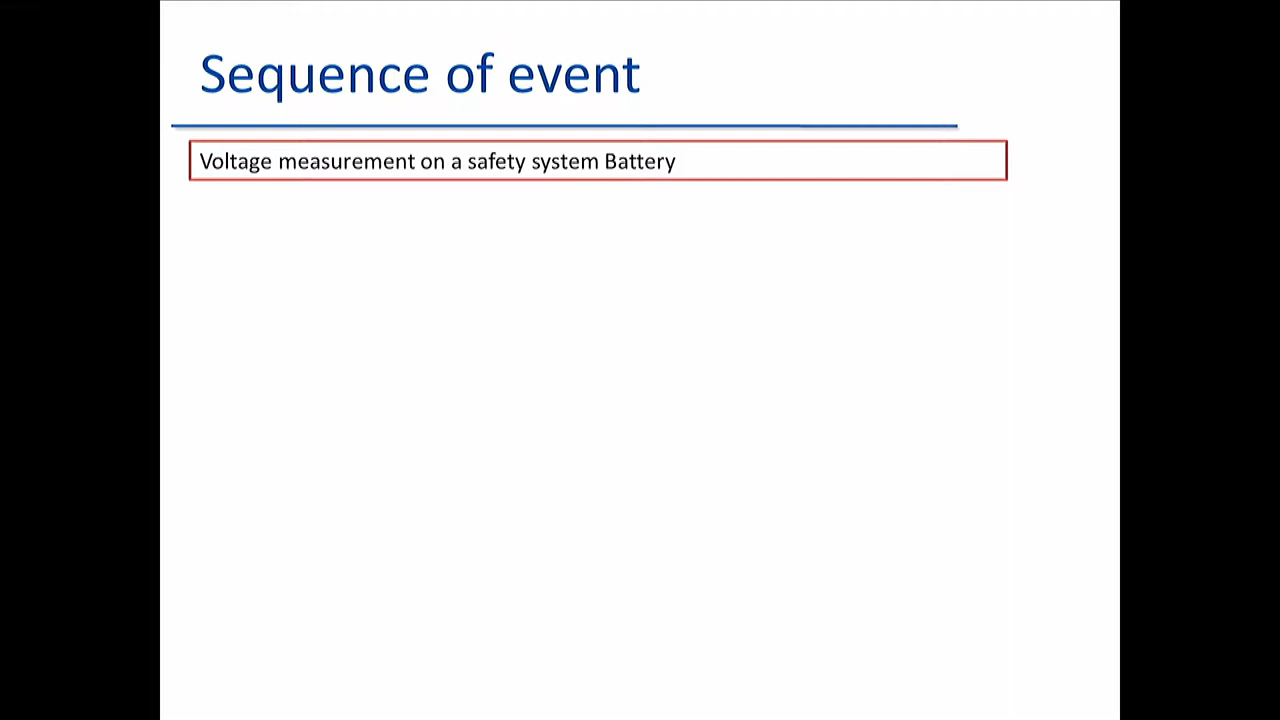 Sequence of event
Voltage measurement on a safety system Battery